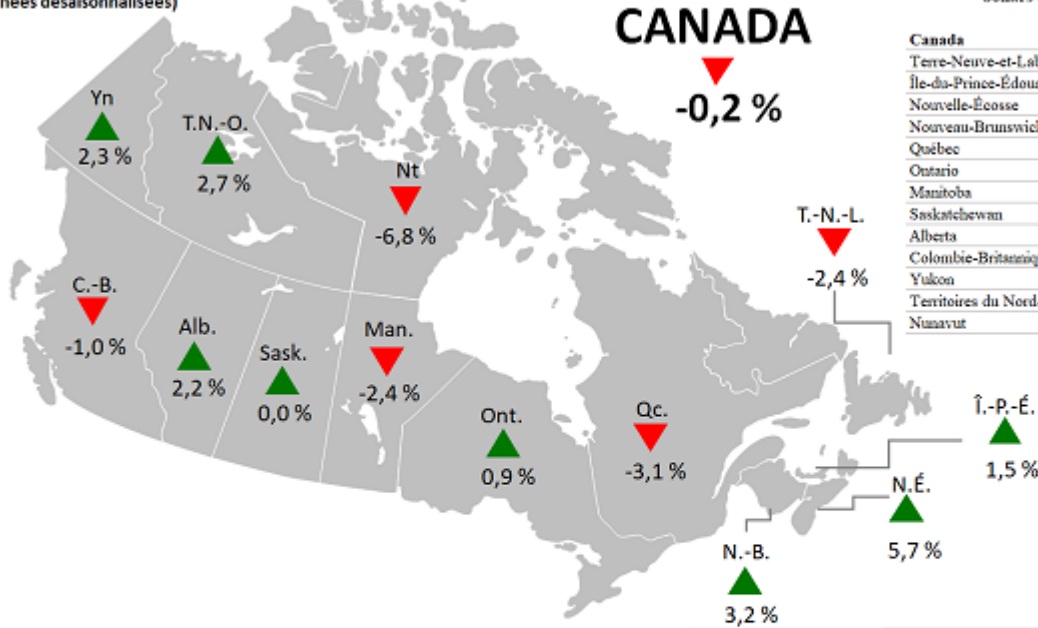 désaisonnalisées)
CANADA
-0,2 %
Canada
Terre-Neuve-et-Lab
Île-du-Prince-Édoua
Nouvelle-Écosse
Nouveau-Brunswick
Québec
Ontario
Manitoba
Saskatchewan
Alberta
Colombie-Britanniq
Yukon
Territoires du Nord-
Nunavut
Yn
2,3 %
T.N.-O.
2,7 %
Nt
-6,8 %
T.-N.-L.
-2,4 %
C.-B.
-1,0 %
Alb.
2,2 %
Sask.
0,0 %
Man.
-2,4 %
Ont.
0,9 %
Qc.
-3,1 %
Î.-P.-É.
1,5 %
N.É.
5,7 %
N.-B.
3,2 %